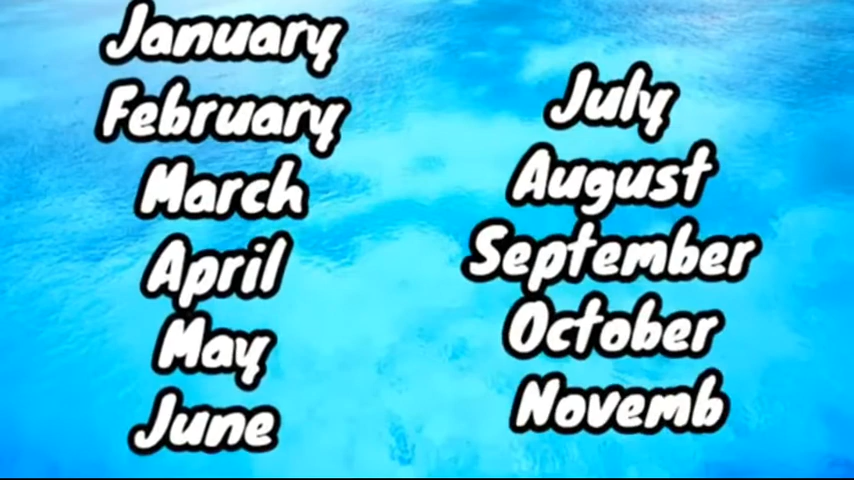 January
February
March
April
May
June
July
August
September
October
Novemb